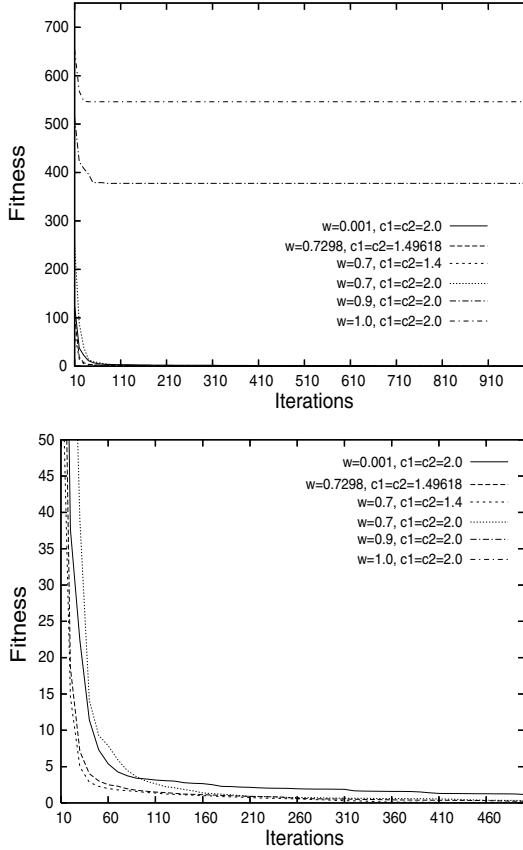 Fitness
700
600
500
400
300
200
100
0
w=0.001, c1=c2=2.0
w=0.7298, c1=c2=1.49618
w=0.7, c1=c2=1.4
w=0.7, c1=c2=2.0
w=0.9, c1=c2=2.0
w=1.0, c1=c2=2.0
10 110 210 310 410 510 610 710 810 910
Iterations
Fitness
50
45
40
35
30
25
20
15
10
5
0
w=0.001, c1=c2=2.0
w=0.7298, c1=c2=1.49618
w=0.7, c1=c2=1.4
w=0.7, c1=c2=2.0
w=0.9, c1=c2=2.0
w=1.0, c1=c2=2.0
10 60 110 160 210 260 310 360 410 460
Iterations